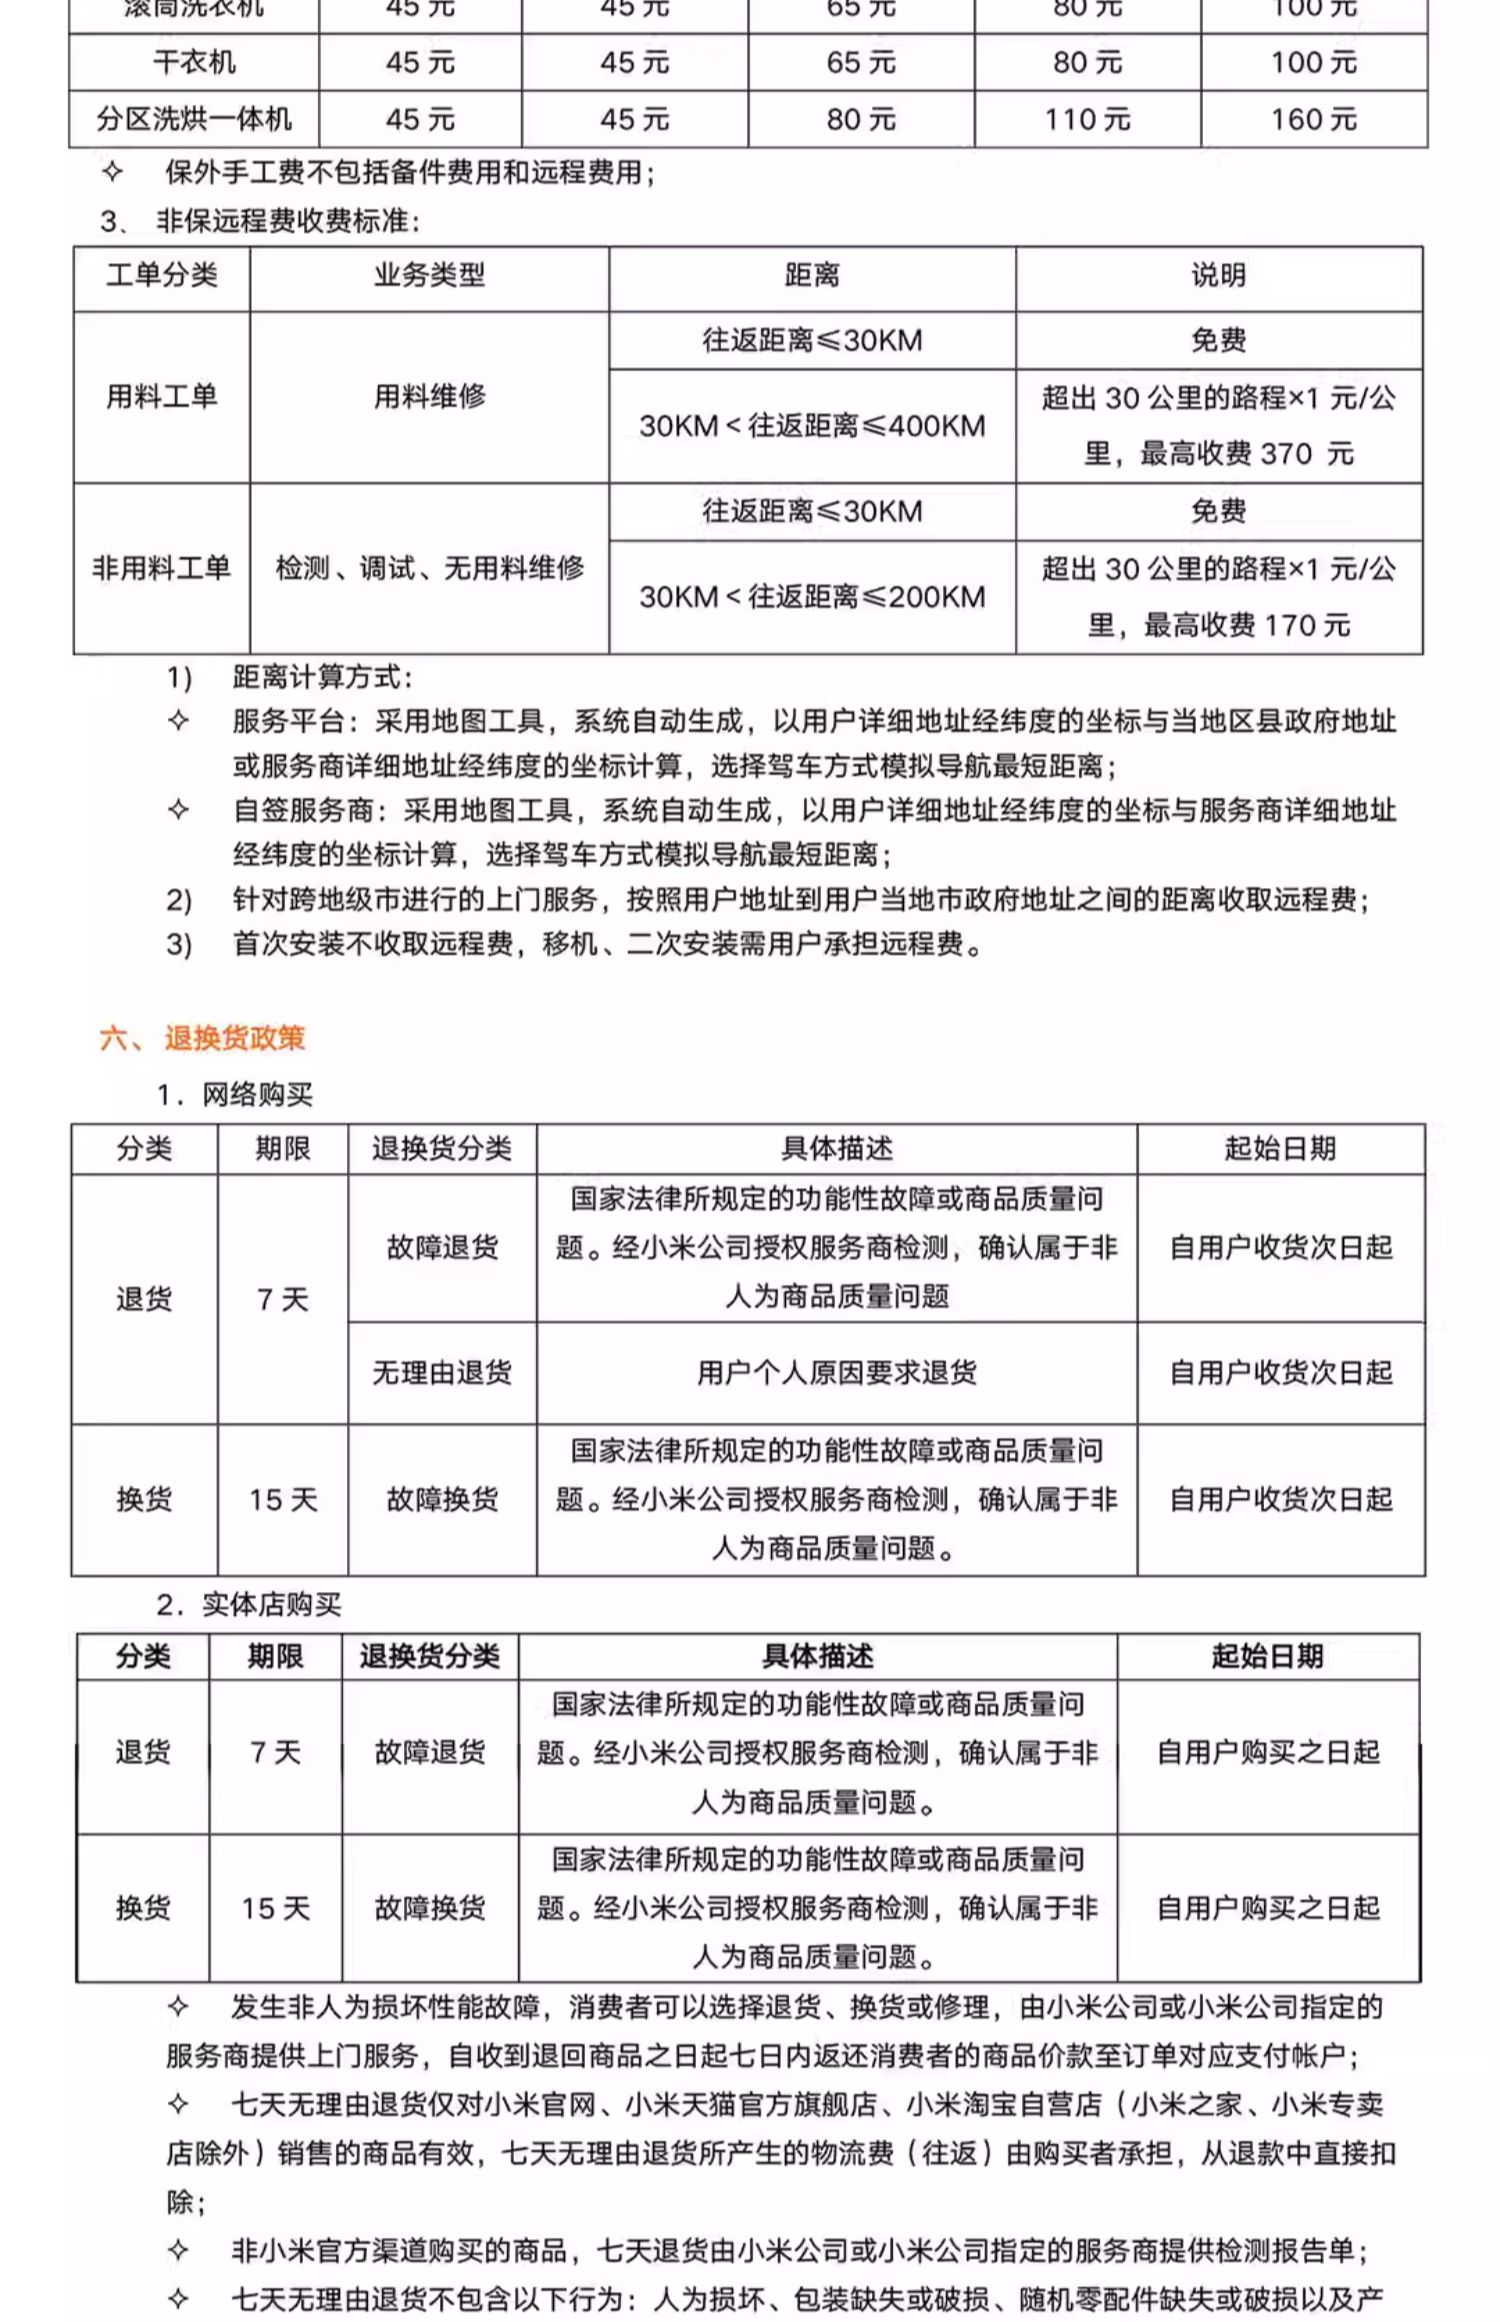 滚筒洗衣机 45 元 45 元 65 元 80 元 100 元
干衣机 45 元 45 元 65 元 80 元 100 元
分区洗烘一体机 45 元 45 元 80 元 110 元 160 元
✧ 保外手工费不包括备件费用和远程费用；
3、 非保远程费收费标准：
工单分类 业务类型 距离 说明
用料工单 用料维修
往返距离≤30KM 免费
30KM＜往返距离≤400KM
超出 30 公里的路程×1 元/公
里，最高收费 370 元
非用料工单 检测、调试、无用料维修
往返距离≤30KM 免费
30KM＜往返距离≤200KM
超出 30 公里的路程×1 元/公
里，最高收费 170 元
1) 距离计算方式：
✧ 服务平台：采用地图工具，系统自动生成，以用户详细地址经纬度的坐标与当地区县政府地址
或服务商详细地址经纬度的坐标计算，选择驾车方式模拟导航最短距离；
✧ 自签服务商：采用地图工具，系统自动生成，以用户详细地址经纬度的坐标与服务商详细地址
经纬度的坐标计算，选择驾车方式模拟导航最短距离；
2) 针对跨地级市进行的上门服务，按照用户地址到用户当地市政府地址之间的距离收取远程费；
3) 首次安装不收取远程费，移机、二次安装需用户承担远程费。
六、 退换货政策
1. 网络购买
分类 期限 退换货分类 具体描述 起始日期
退货 7 天
故障退货
国家法律所规定的功能性故障或商品质量问
题。经小米公司授权服务商检测，确认属于非
人为商品质量问题
自用户收货次日起
无理由退货 用户个人原因要求退货 自用户收货次日起
换货 15 天 故障换货
国家法律所规定的功能性故障或商品质量问
题。经小米公司授权服务商检测，确认属于非
人为商品质量问题。
自用户收货次日起
2. 实体店购买
分类 期限 退换货分类 具体描述 起始日期
退货 7 天 故障退货
国家法律所规定的功能性故障或商品质量问
题。经小米公司授权服务商检测，确认属于非
人为商品质量问题。
自用户购买之日起
换货 15 天 故障换货
国家法律所规定的功能性故障或商品质量问
题。经小米公司授权服务商检测，确认属于非
人为商品质量问题。
自用户购买之日起
✧ 发生非人为损坏性能故障，消费者可以选择退货、换货或修理，由小米公司或小米公司指定的
服务商提供上门服务，自收到退回商品之日起七日内返还消费者的商品价款至订单对应支付帐户；
✧ 七天无理由退货仅对小米官网、小米天猫官方旗舰店、小米淘宝自营店（小米之家、小米专卖
店除外）销售的商品有效，七天无理由退货所产生的物流费（往返）由购买者承担，从退款中直接扣
除；
✧ 非小米官方渠道购买的商品，七天退货由小米公司或小米公司指定的服务商提供检测报告单；
✧ 七天无理由退货不包含以下行为：人为损坏、包装缺失或破损、随机零配件缺失或破损以及产